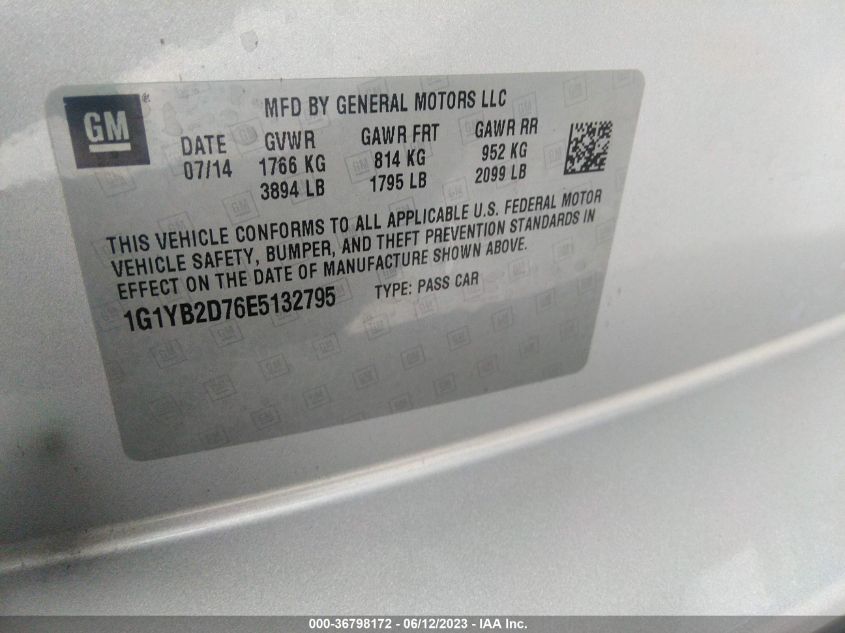 GM
MFD BY GENERAL MOTORS LLC
DATE GVWR GAWR FRT GAWR RR
07/14 1766 KG 814 KG 952 KG
3894 LB 1795 LB 2099 LB
THIS VEHICLE CONFORMS TO ALL APPLICABLE U.S. FEDERAL MOTOR
VEHICLE SAFETY, BUMPER, AND THEFT PREVENTION STANDARDS IN
EFFECT ON THE DATE OF MANUFACTURE SHOWN ABOVE.
1G1YB2D76E5132795 TYPE: PASS CAR
000-36798172 - 06/12/2023 - IAA Inc.